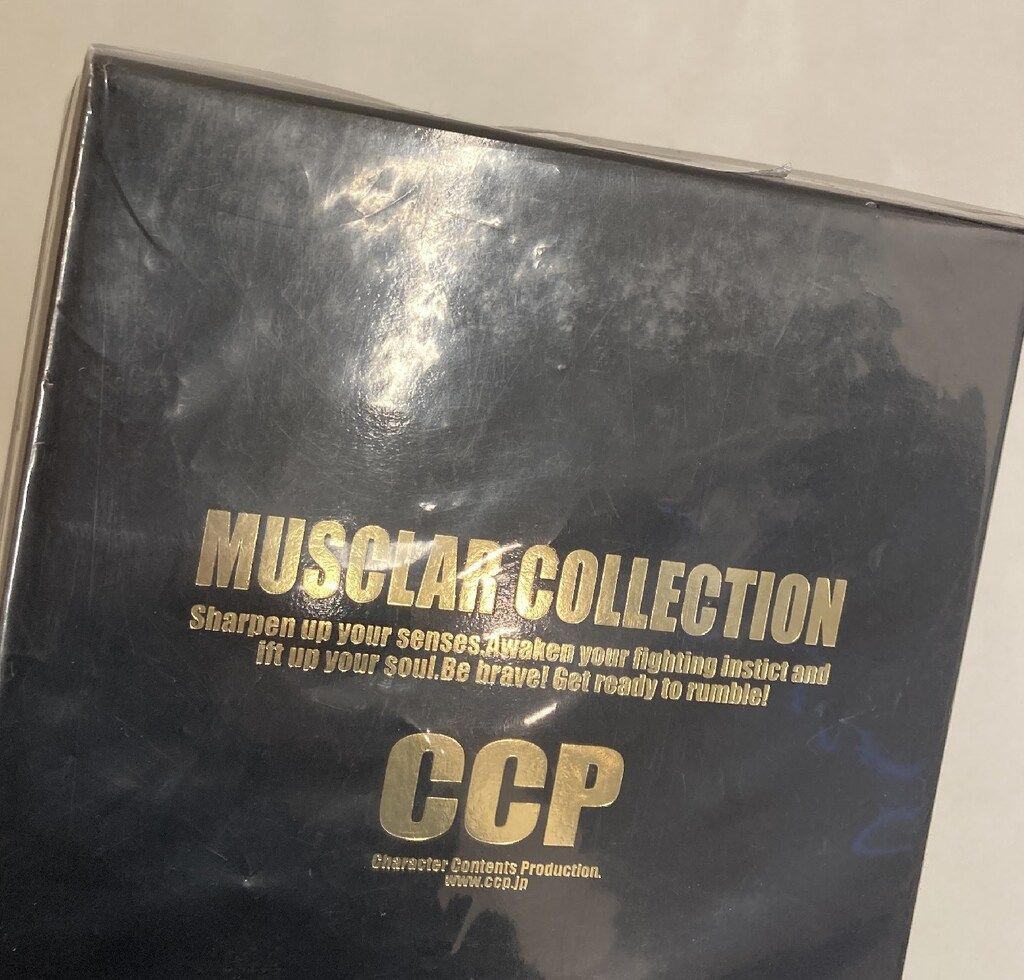 MUSCLAR COLLECTION
Sharpen up your senses.Awaken your fighting instict and
ift up your soul.Be brave! Get ready to rumble!
CCP
Character Contents Production.
www.ccp.jp